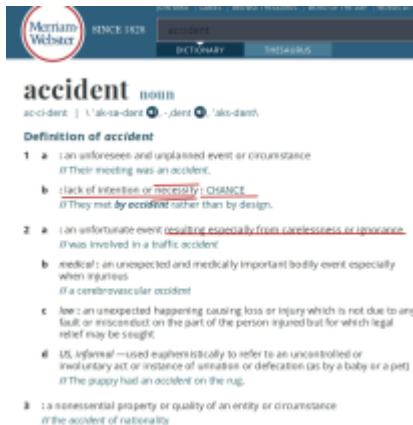 Merriam-
Webster
SINCE 1828
accident
DICTIONARY
THESAURUS
accident noun
ac·ci·dent | \ ˈak-sə-dənt , -ˌdent , ˈaks-dənt\
Definition of accident
1 a : an unforeseen and unplanned event or circumstance
// Their meeting was an accident.
b : lack of intention or necessity : CHANCE
// They met by accident rather than by design.
2 a : an unfortunate event resulting especially from carelessness or ignorance
// was involved in a traffic accident
b medical : an unexpected and medically important bodily event especially
when injurious
// a cerebrovascular accident
c law : an unexpected happening causing loss or injury which is not due to any
fault or misconduct on the part of the person injured but for which legal
relief may be sought
d US, informal —used euphemistically to refer to an uncontrolled or
involuntary act or instance of urination or defecation (as by a baby or a pet)
// The puppy had an accident on the rug.
3 : a nonessential property or quality of an entity or circumstance
// the accident of nationality